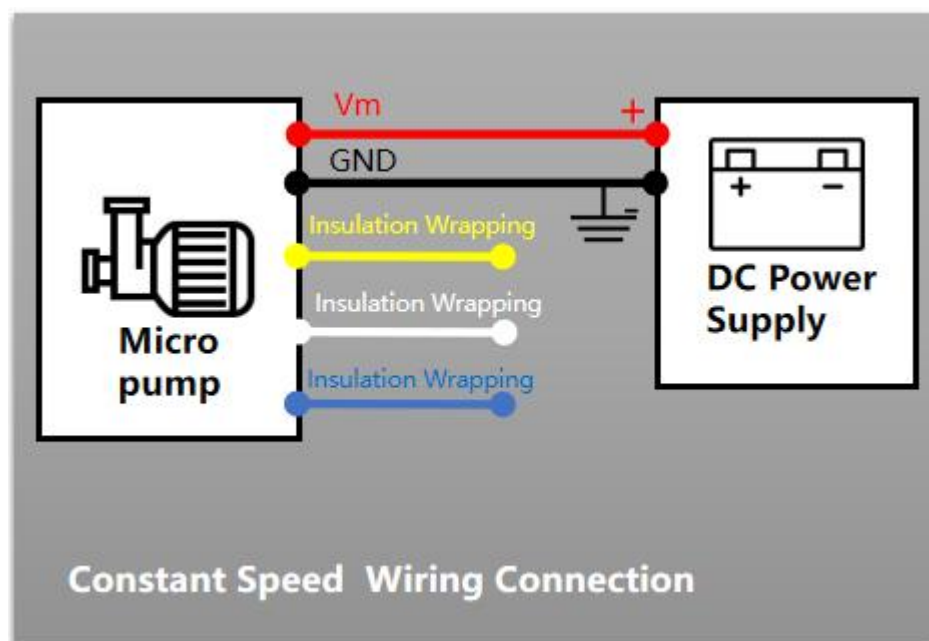 Vm
+
GND
-
Insulation Wrapping
Insulation Wrapping
Insulation Wrapping
Micro
pump
+ -
DC Power
Supply
Constant Speed Wiring Connection